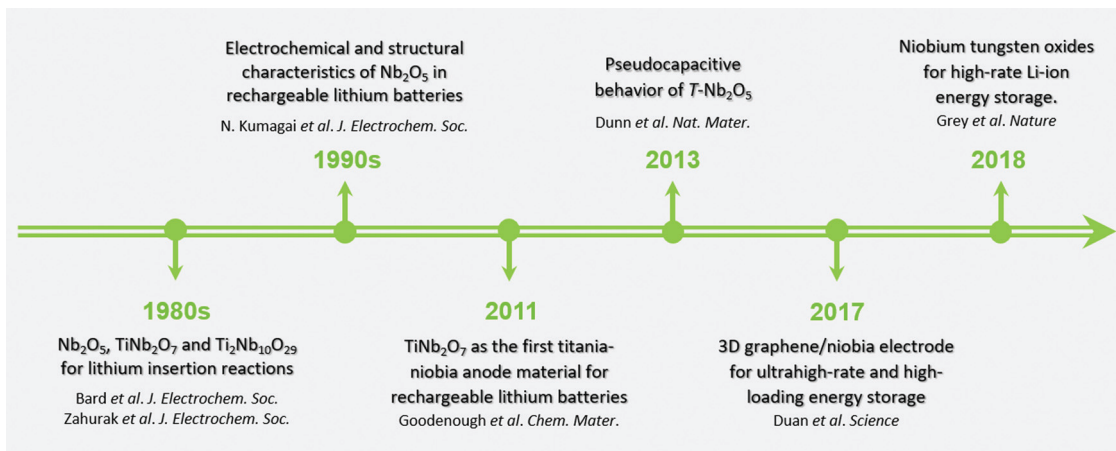 Electrochemical and structural
characteristics of Nb₂O₅ in
rechargeable lithium batteries
N. Kumagai et al. J. Electrochem. Soc.
1990s
Pseudocapacitive
behavior of T-Nb₂O₅
Dunn et al. Nat. Mater.
2013
Niobium tungsten oxides
for high-rate Li-ion
energy storage.
Grey et al. Nature
2018
1980s
Nb₂O₅, TiNb₂O₇ and Ti₂Nb₁₀O₂₉
for lithium insertion reactions
Bard et al. J. Electrochem. Soc.
Zahurak et al. J. Electrochem. Soc.
2011
TiNb₂O₇ as the first titania-
niobia anode material for
rechargeable lithium batteries
Goodenough et al. Chem. Mater.
2017
3D graphene/niobia electrode
for ultrahigh-rate and high-
loading energy storage
Duan et al. Science